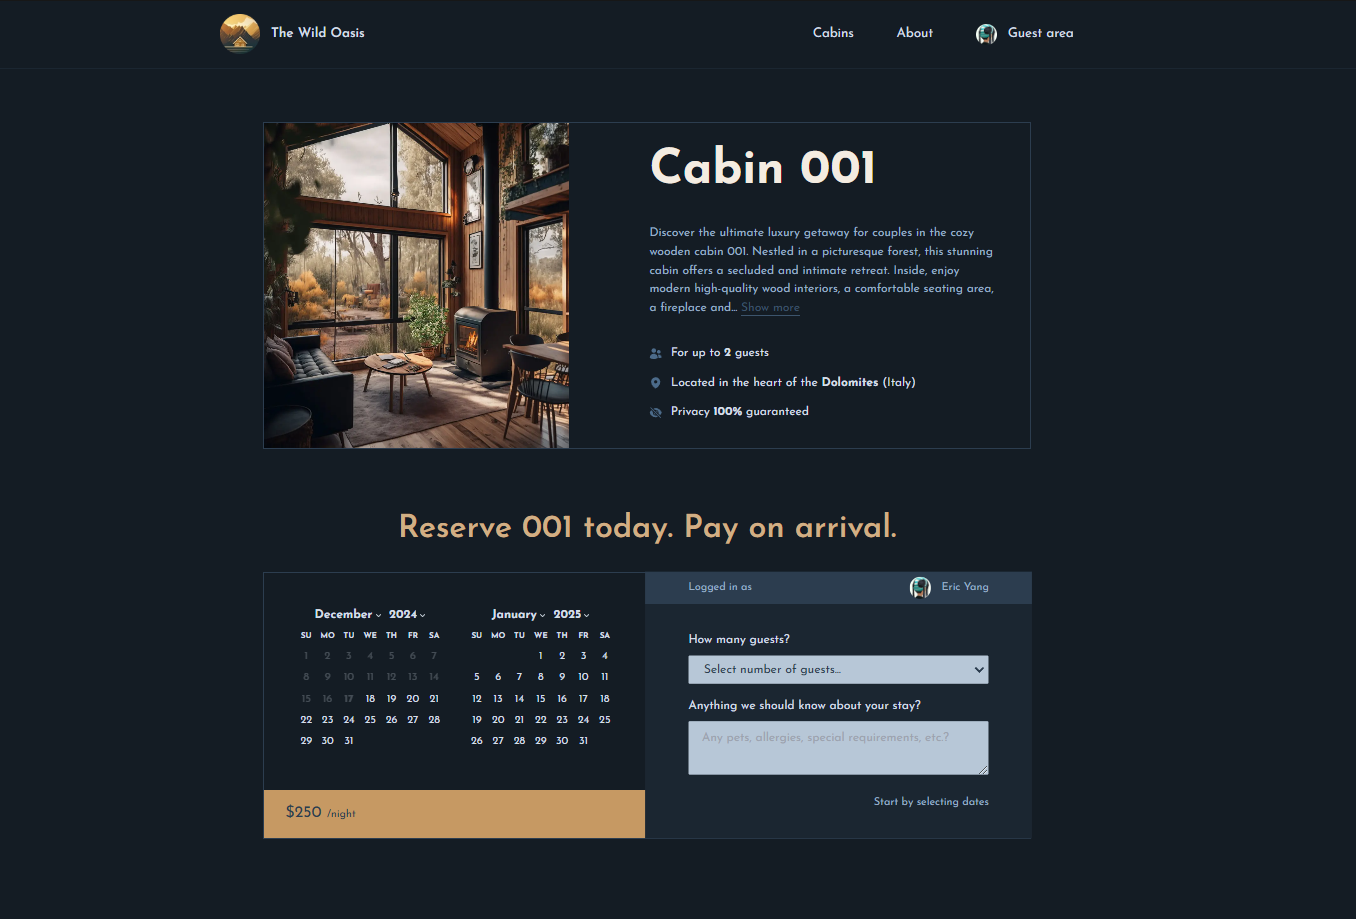 The Wild Oasis
Cabins
About
Guest area
Cabin 001
Discover the ultimate luxury getaway for couples in the cozy
wooden cabin 001. Nestled in a picturesque forest, this stunning
cabin offers a secluded and intimate retreat. Inside, enjoy
modern high-quality wood interiors, a comfortable seating area,
a fireplace and... Show more
For up to 2 guests
Located in the heart of the Dolomites (Italy)
Privacy 100% guaranteed
Reserve 001 today. Pay on arrival.
December 2024
SU MO TU WE TH FR SA
1 2 3 4 5 6 7
8 9 10 11 12 13 14
15 16 17 18 19 20 21
22 23 24 25 26 27 28
29 30 31
January 2025
SU MO TU WE TH FR SA
1 2 3 4
5 6 7 8 9 10 11
12 13 14 15 16 17 18
19 20 21 22 23 24 25
26 27 28 29 30 31
$250 /night
Logged in as
Eric Yang
How many guests?
Select number of guests...
Anything we should know about your stay?
Any pets, allergies, special requirements, etc.?
Start by selecting dates